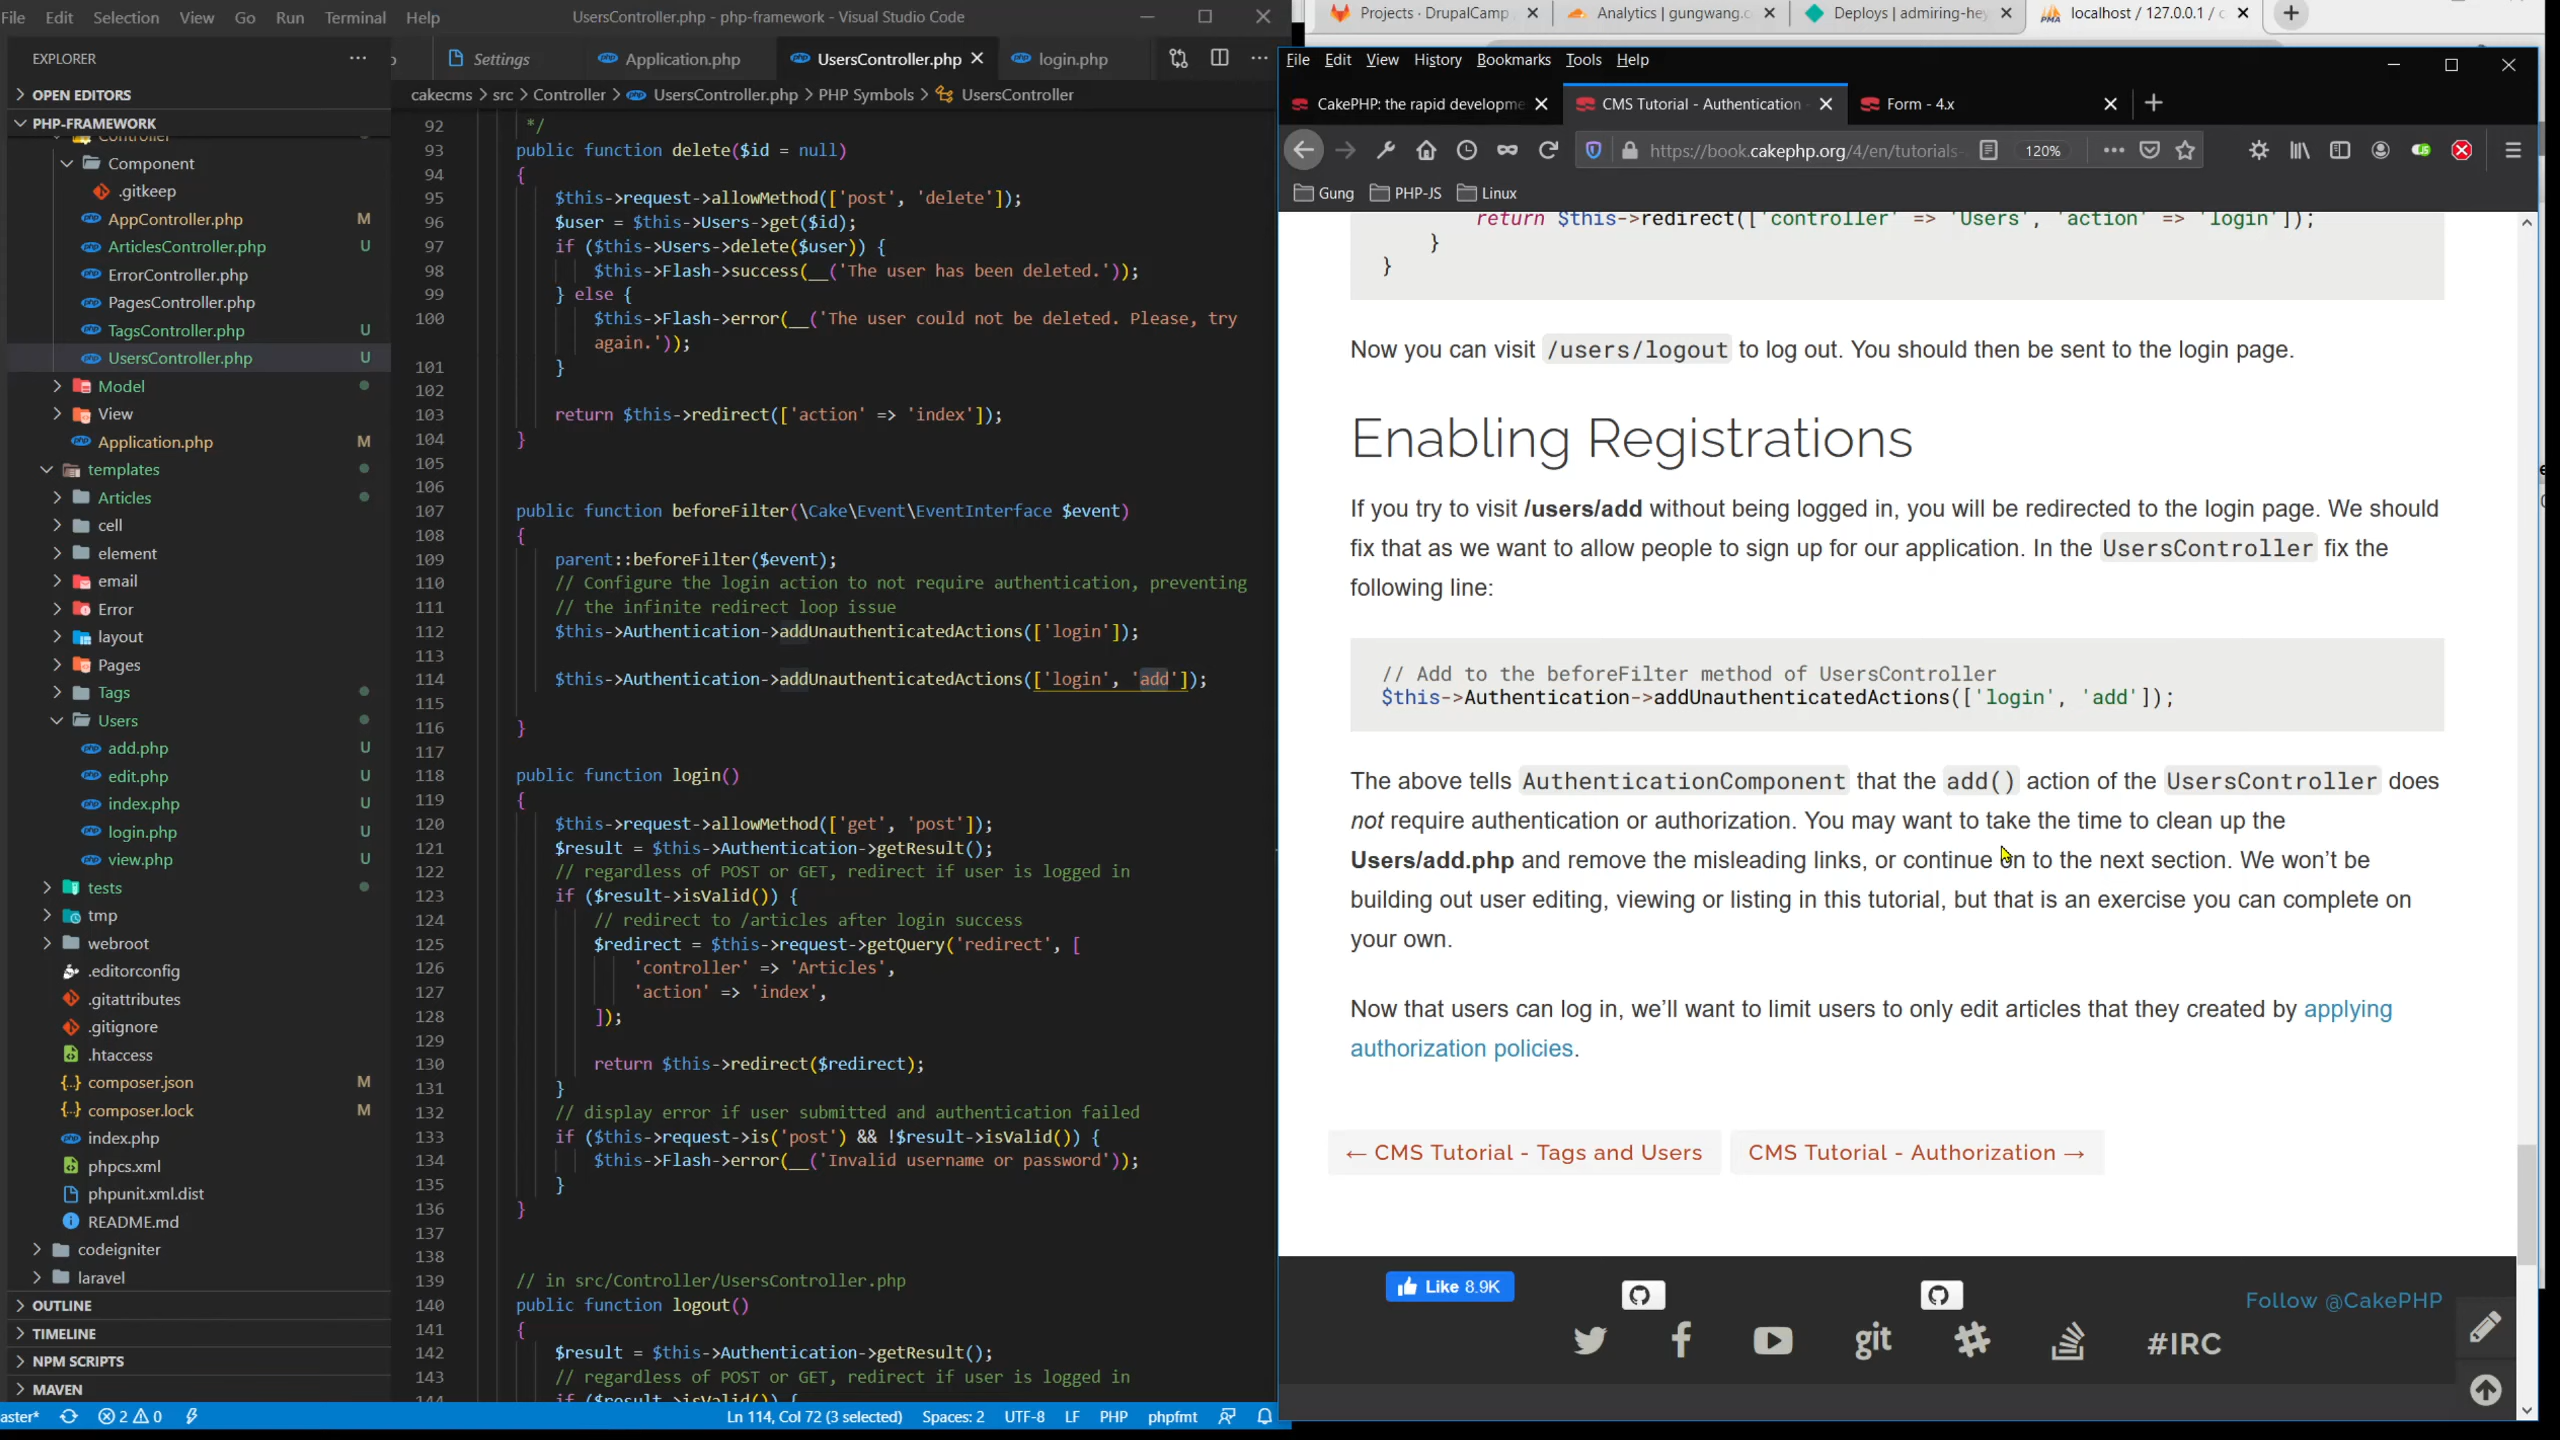 File Edit Selection View Go Run Terminal Help
UsersController.php - php-framework - Visual Studio Code
EXPLORER
OPEN EDITORS
PHP-FRAMEWORK
Controller
Component
.gitkeep
AppController.php M
ArticlesController.php U
ErrorController.php
PagesController.php
TagsController.php U
UsersController.php U
Model
View
Application.php M
templates
Articles
cell
element
email
Error
layout
Pages
Tags
Users
add.php U
edit.php U
index.php U
login.php U
view.php U
tests
tmp
webroot
.editorconfig
.gitattributes
.gitignore
.htaccess
composer.json M
composer.lock M
index.php
phpcs.xml
phpunit.xml.dist
README.md
codeigniter
laravel
OUTLINE
TIMELINE
NPM SCRIPTS
MAVEN
Settings Application.php UsersController.php login.php
cakecms > src > Controller > UsersController.php > PHP Symbols > UsersController
92 */
93 public function delete($id = null)
94 {
95 $this->request->allowMethod(['post', 'delete']);
96 $user = $this->Users->get($id);
97 if ($this->Users->delete($user)) {
98 $this->Flash->success(__('The user has been deleted.'));
99 } else {
100 $this->Flash->error(__('The user could not be deleted. Please, try
again.'));
101 }
102
103 return $this->redirect(['action' => 'index']);
104 }
105
106
107 public function beforeFilter(\Cake\Event\EventInterface $event)
108 {
109 parent::beforeFilter($event);
110 // Configure the login action to not require authentication, preventing
111 // the infinite redirect loop issue
112 $this->Authentication->addUnauthenticatedActions(['login']);
113
114 $this->Authentication->addUnauthenticatedActions(['login', 'add']);
115
116 }
117
118 public function login()
119 {
120 $this->request->allowMethod(['get', 'post']);
121 $result = $this->Authentication->getResult();
122 // regardless of POST or GET, redirect if user is logged in
123 if ($result->isValid()) {
124 // redirect to /articles after login success
125 $redirect = $this->request->getQuery('redirect', [
126 'controller' => 'Articles',
127 'action' => 'index',
128 ]);
129
130 return $this->redirect($redirect);
131 }
132 // display error if user submitted and authentication failed
133 if ($this->request->is('post') && !$result->isValid()) {
134 $this->Flash->error(__('Invalid username or password'));
135 }
136 }
137
138
139 // in src/Controller/UsersController.php
140 public function logout()
141 {
142 $result = $this->Authentication->getResult();
143 // regardless of POST or GET, redirect if user is logged in
144 if ($result->isValid()) {
aster* 2 0 Ln 114, Col 72 (3 selected) Spaces: 2 UTF-8 LF PHP phpfmt
Projects · DrupalCamp Analytics | gungwang.c Deploys | admiring-hey localhost / 127.0.0.1 / c
File Edit View History Bookmarks Tools Help
CakePHP: the rapid developme CMS Tutorial - Authentication - Form - 4.x
https://book.cakephp.org/4/en/tutorials- 120%
Gung PHP-JS Linux
return $this->redirect(['controller' => 'Users', 'action' => 'login']);
}
}
Now you can visit /users/logout to log out. You should then be sent to the login page.
Enabling Registrations
If you try to visit /users/add without being logged in, you will be redirected to the login page. We should
fix that as we want to allow people to sign up for our application. In the UsersController fix the
following line:
// Add to the beforeFilter method of UsersController
$this->Authentication->addUnauthenticatedActions(['login', 'add']);
The above tells AuthenticationComponent that the add() action of the UsersController does
not require authentication or authorization. You may want to take the time to clean up the
Users/add.php and remove the misleading links, or continue on to the next section. We won't be
building out user editing, viewing or listing in this tutorial, but that is an exercise you can complete on
your own.
Now that users can log in, we'll want to limit users to only edit articles that they created by applying
authorization policies.
← CMS Tutorial - Tags and Users CMS Tutorial - Authorization →
Like 8.9K
Follow @CakePHP
git
#IRC